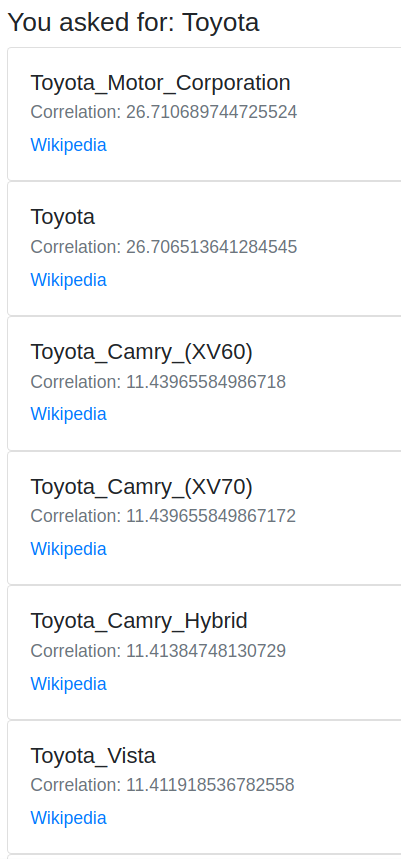 You asked for: Toyota
Toyota_Motor_Corporation
Correlation: 26.710689744725524
Wikipedia
Toyota
Correlation: 26.706513641284545
Wikipedia
Toyota_Camry_(XV60)
Correlation: 11.43965584986718
Wikipedia
Toyota_Camry_(XV70)
Correlation: 11.439655849867172
Wikipedia
Toyota_Camry_Hybrid
Correlation: 11.41384748130729
Wikipedia
Toyota_Vista
Correlation: 11.411918536782558
Wikipedia